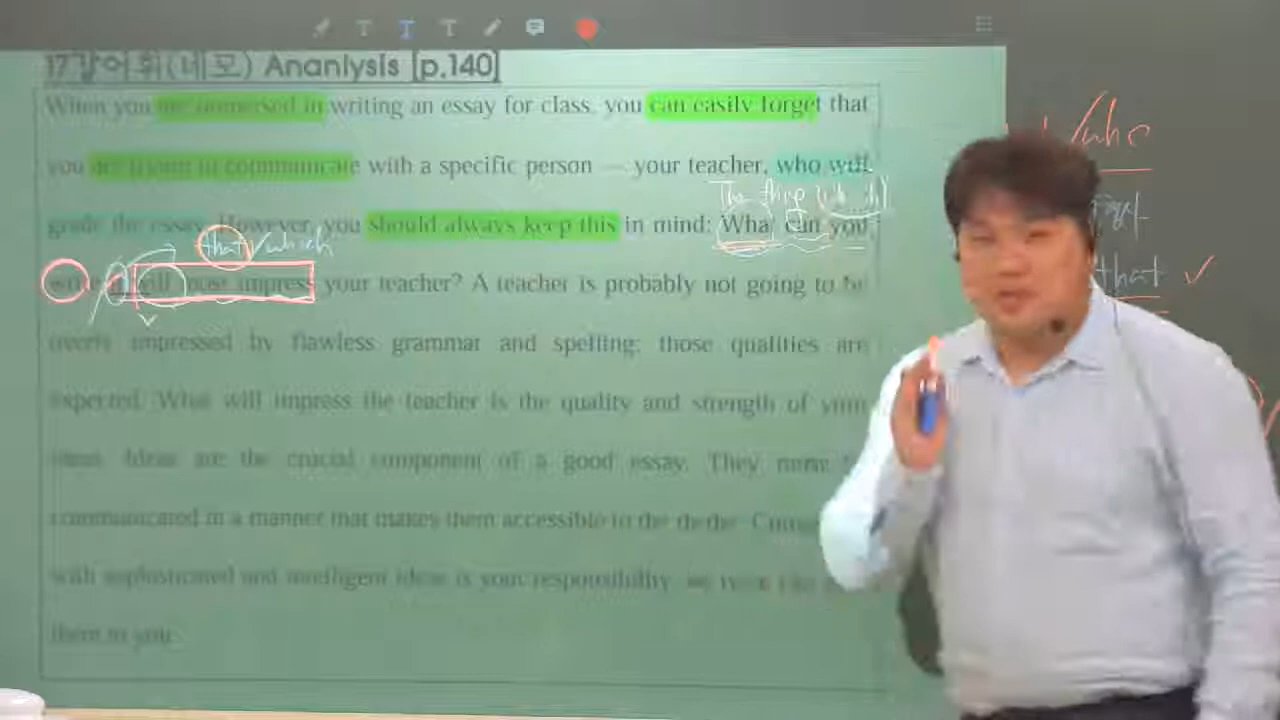 17강어휘(네모) Ananlysis [p.140]
When you are immersed in writing an essay for class, you can easily forget that
you are trying to communicate with a specific person — your teacher, who will
The thing (
grade the essay. However, you should always keep this in mind: What can you
that/which
write will most impress your teacher? A teacher is probably not going to be
that ✓
overly impressed by flawless grammar and spelling; those qualities are
expected. What will impress the teacher is the quality and strength of your
ideas. Ideas are the crucial component of a good essay. They must
communicated in a manner that makes them accessible to the
with sophisticated and intelligent ideas is your responsibility;
them to you.